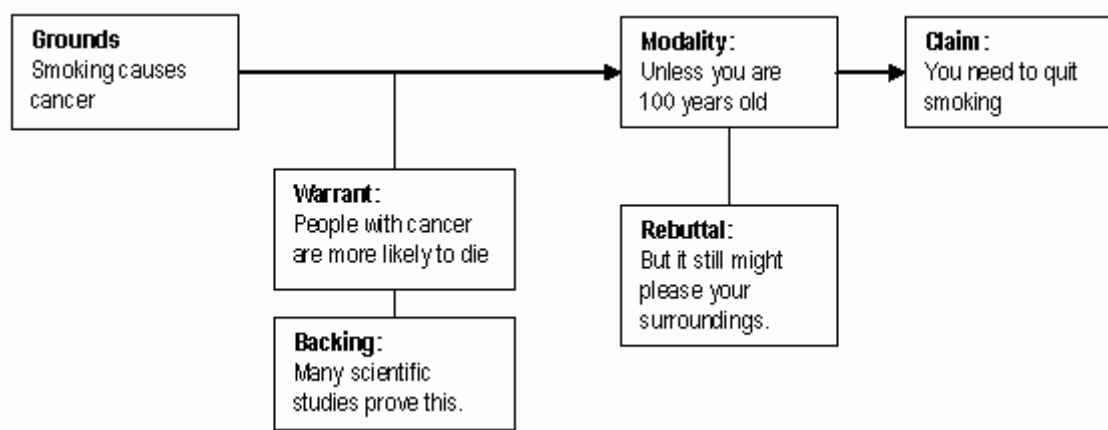 Grounds
Smoking causes
cancer
Modality:
Unless you are
100 years old
Claim:
You need to quit
smoking
Warrant:
People with cancer
are more likely to die
Rebuttal:
But it still might
please your
surroundings.
Backing:
Many scientific
studies prove this.